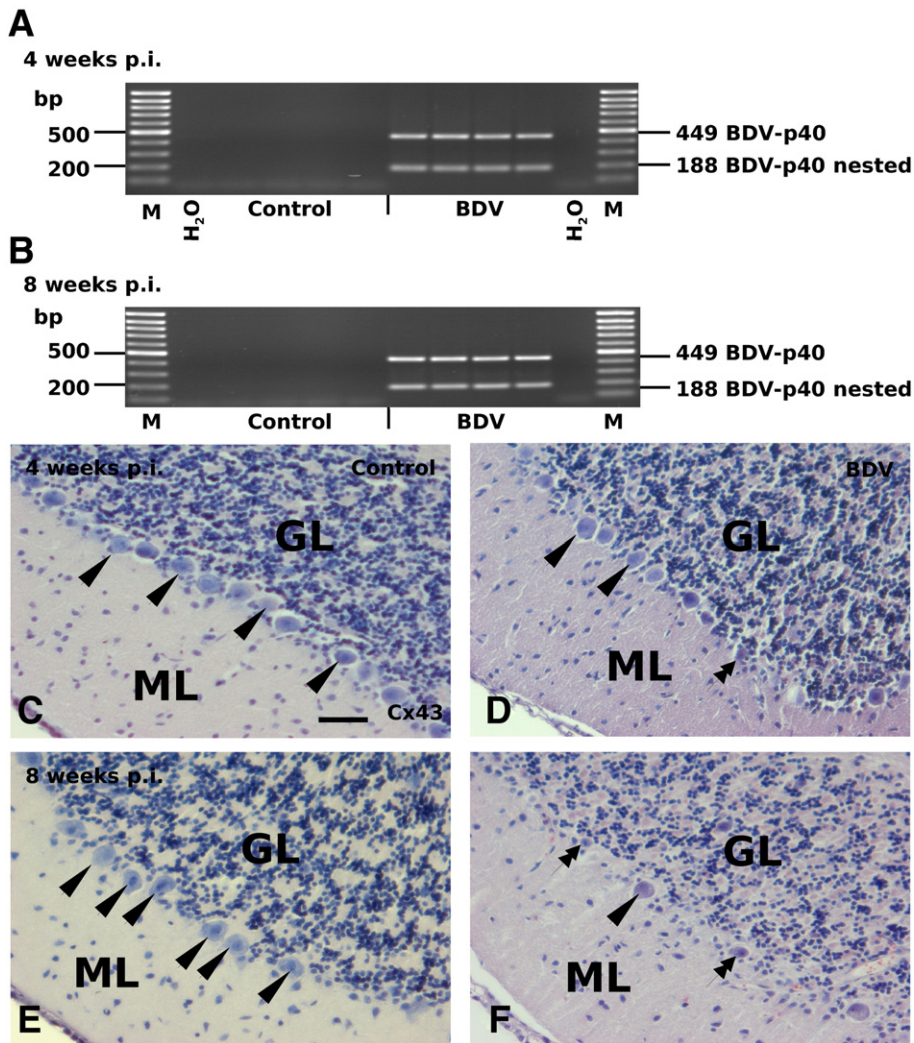 A
4 weeks p.i.
bp
500
200
449 BDV-p40
188 BDV-p40 nested
M
H₂O
Control
BDV
H₂O
M
B
8 weeks p.i.
bp
500
200
449 BDV-p40
188 BDV-p40 nested
M
Control
BDV
M
4 weeks p.i.
Control
GL
ML
C
Cx43
BDV
GL
ML
D
8 weeks p.i.
GL
ML
E
GL
ML
F